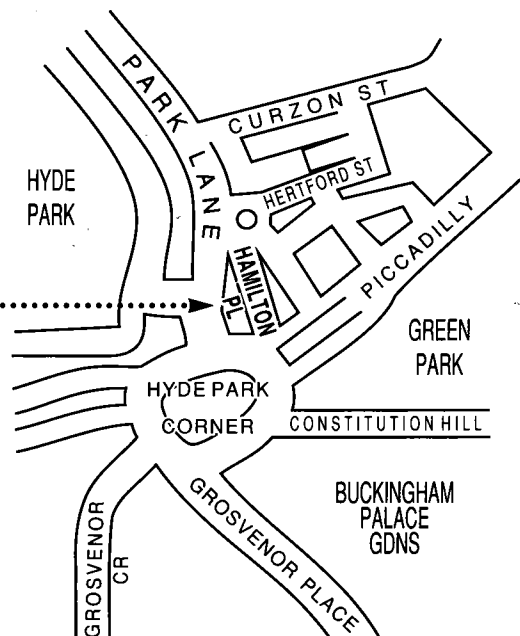 PARK LANE
CURZON ST
HYDE
PARK
HERTFORD ST
HAMILTON
PL
PICCADILLY
GREEN
PARK
HYDE PARK
CORNER
CONSTITUTION HILL
BUCKINGHAM
PALACE
GDNS
GROSVENOR
CR
GROSVENOR PLACE